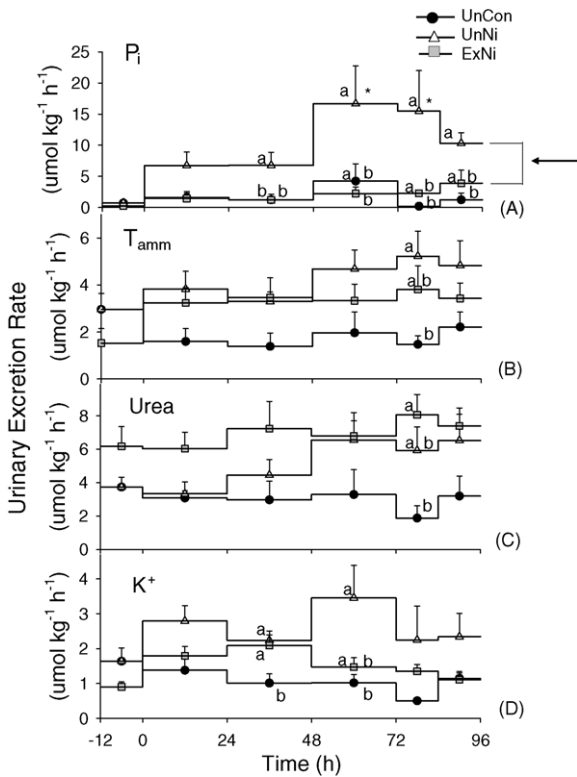 UnCon
UnNi
ExNi
Urinary Excretion Rate
Pi
(umol kg-1 h-1)
25
20
15
10
5
0
a *
a *
a
a
b b
a b
b
a b
b
a b
b
(A)
Tamm
(umol kg-1 h-1)
6
4
2
0
a
a b
b
(B)
Urea
(umol kg-1 h-1)
8
6
4
2
0
a
a b
b
(C)
K+
(umol kg-1 h-1)
4
3
2
1
0
a
a
a
a b
b
b
(D)
-12 0 24 48 72 96
Time (h)